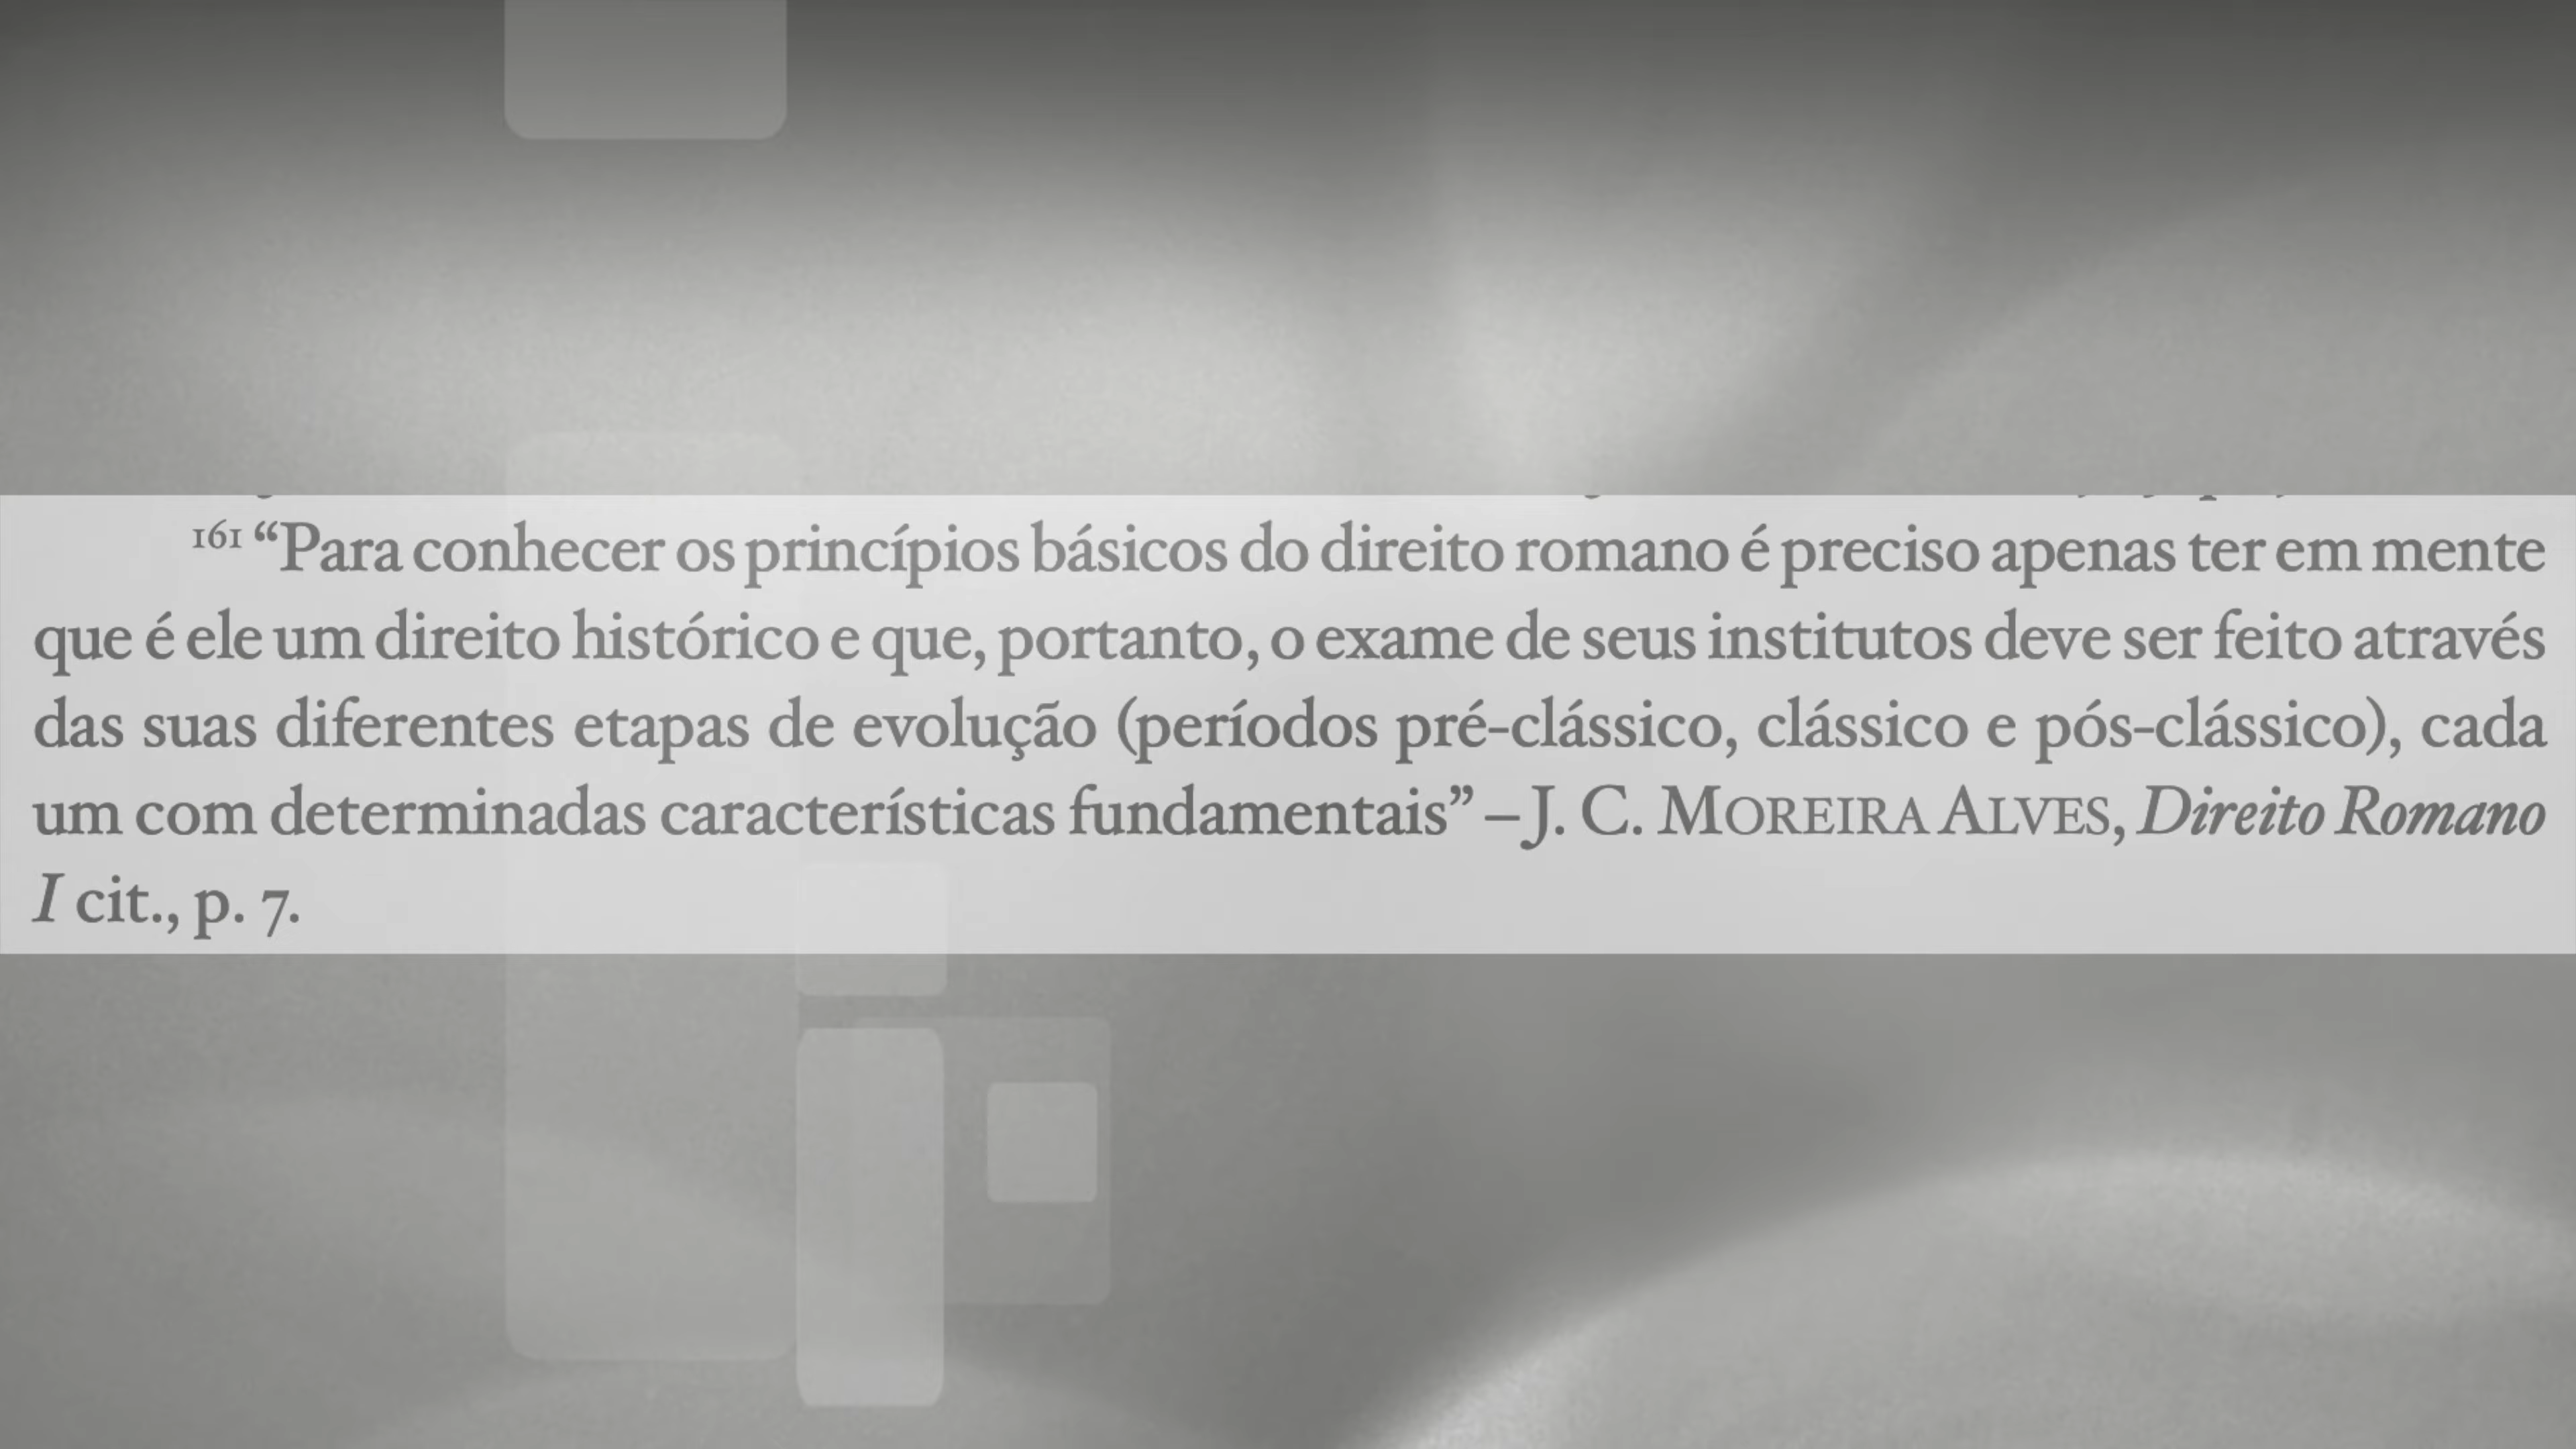 161 “Para conhecer os princípios básicos do direito romano é preciso apenas ter em mente
que é ele um direito histórico e que, portanto, o exame de seus institutos deve ser feito através
das suas diferentes etapas de evolução (períodos pré-clássico, clássico e pós-clássico), cada
um com determinadas características fundamentais” – J. C. MOREIRA ALVES, Direito Romano
I cit., p. 7.